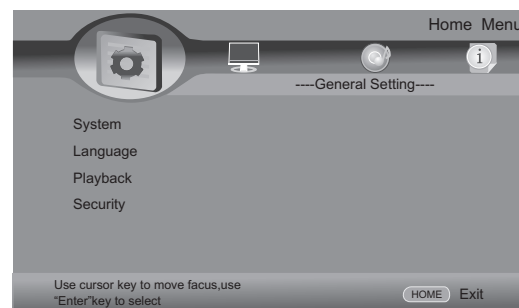 Home Menu
i
----General Setting----
System
Language
Playback
Security
Use cursor key to move facus,use
“Enter”key to select
HOME Exit